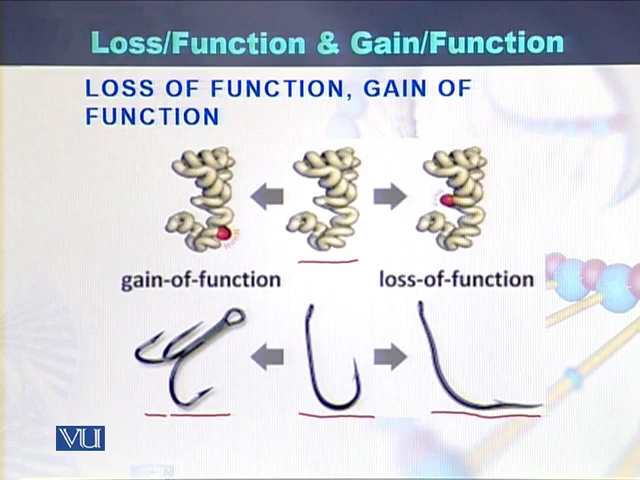 Loss/Function & Gain/Function
LOSS OF FUNCTION, GAIN OF
FUNCTION
gain-of-function
loss-of-function
VU